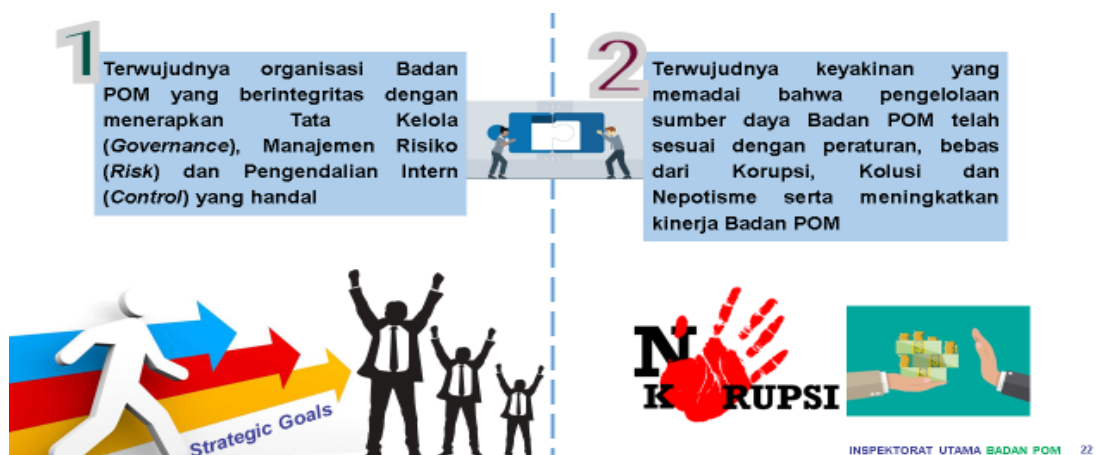 1
Terwujudnya organisasi Badan
POM yang berintegritas dengan
menerapkan Tata Kelola
(Governance), Manajemen Risiko
(Risk) dan Pengendalian Intern
(Control) yang handal
2
Terwujudnya keyakinan yang
memadai bahwa pengelolaan
sumber daya Badan POM telah
sesuai dengan peraturan, bebas
dari Korupsi, Kolusi dan
Nepotisme serta meningkatkan
kinerja Badan POM
Strategic Goals
N
K RUPSI
INSPEKTORAT UTAMA BADAN POM 22